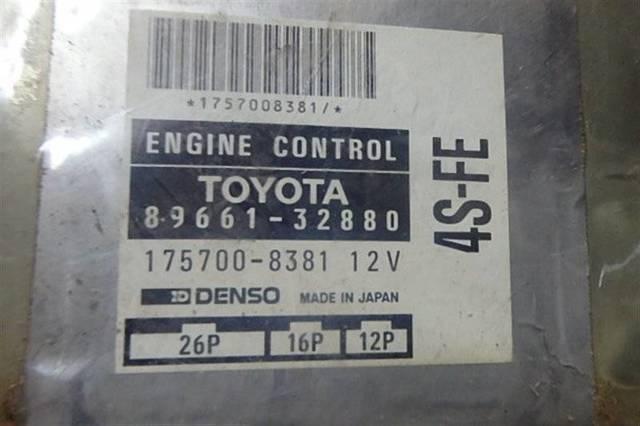 *1757008381/*
ENGINE CONTROL
TOYOTA
89661-32880
175700-8381 12V
DENSO MADE IN JAPAN
26P 16P 12P
4S-FE